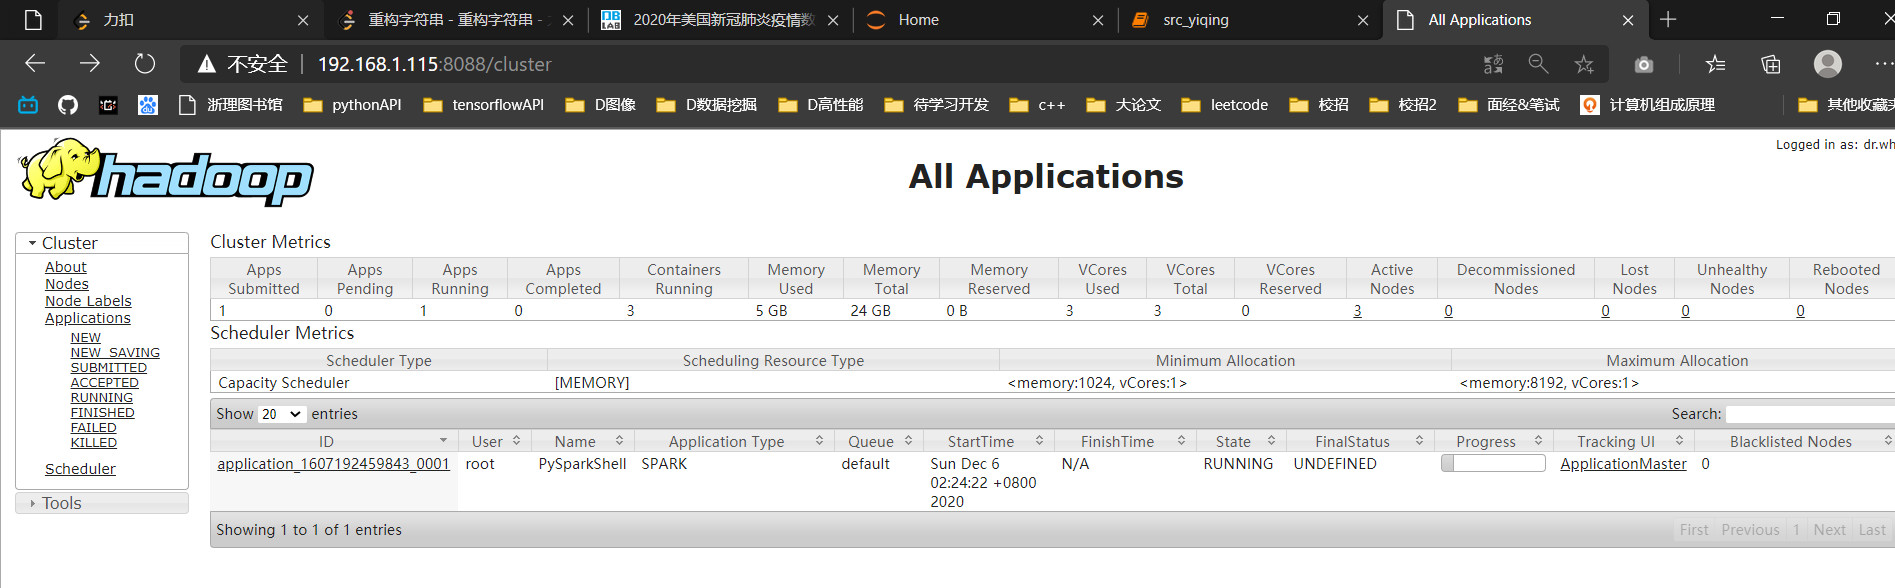 力扣
重构字符串 - 重构字符串 -
2020年美国新冠肺炎疫情数
Home
src_yiqing
All Applications
不安全 192.168.1.115:8088/cluster
浙理图书馆 pythonAPI tensorflowAPI D图像 D数据挖掘 D高性能 待学习开发 c++ 大论文 leetcode 校招 校招2 面经&笔试 计算机组成原理 其他收藏夹
hadoop
All Applications
Logged in as: dr.wh
Cluster
About
Nodes
Node Labels
Applications
NEW
NEW_SAVING
SUBMITTED
ACCEPTED
RUNNING
FINISHED
FAILED
KILLED
Scheduler
Tools
Cluster Metrics
Apps Submitted Apps Pending Apps Running Apps Completed Containers Running Memory Used Memory Total Memory Reserved VCores Used VCores Total VCores Reserved Active Nodes Decommissioned Nodes Lost Nodes Unhealthy Nodes Rebooted Nodes
1 0 1 0 3 5 GB 24 GB 0 B 3 3 0 3 0 0 0 0
Scheduler Metrics
Scheduler Type Scheduling Resource Type Minimum Allocation Maximum Allocation
Capacity Scheduler [MEMORY] <memory:1024, vCores:1> <memory:8192, vCores:1>
Show 20 entries Search:
ID User Name Application Type Queue StartTime FinishTime State FinalStatus Progress Tracking UI Blacklisted Nodes
application_1607192459843_0001 root PySparkShell SPARK default Sun Dec 6 02:24:22 +0800 2020 N/A RUNNING UNDEFINED ApplicationMaster 0
Showing 1 to 1 of 1 entries First Previous 1 Next Last